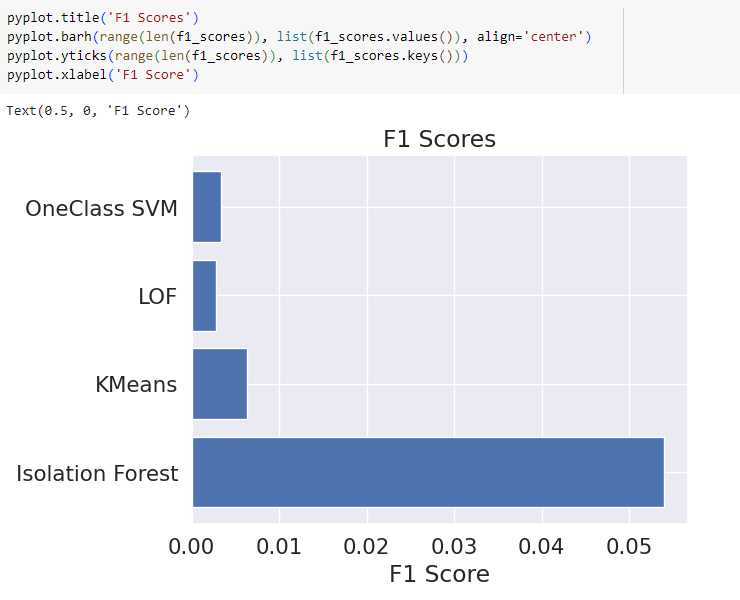 pyplot.title('F1 Scores')
pyplot.barh(range(len(f1_scores)), list(f1_scores.values()), align='center')
pyplot.yticks(range(len(f1_scores)), list(f1_scores.keys()))
pyplot.xlabel('F1 Score')
Text(0.5, 0, 'F1 Score')
F1 Scores
OneClass SVM
LOF
KMeans
Isolation Forest
0.00 0.01 0.02 0.03 0.04 0.05
F1 Score